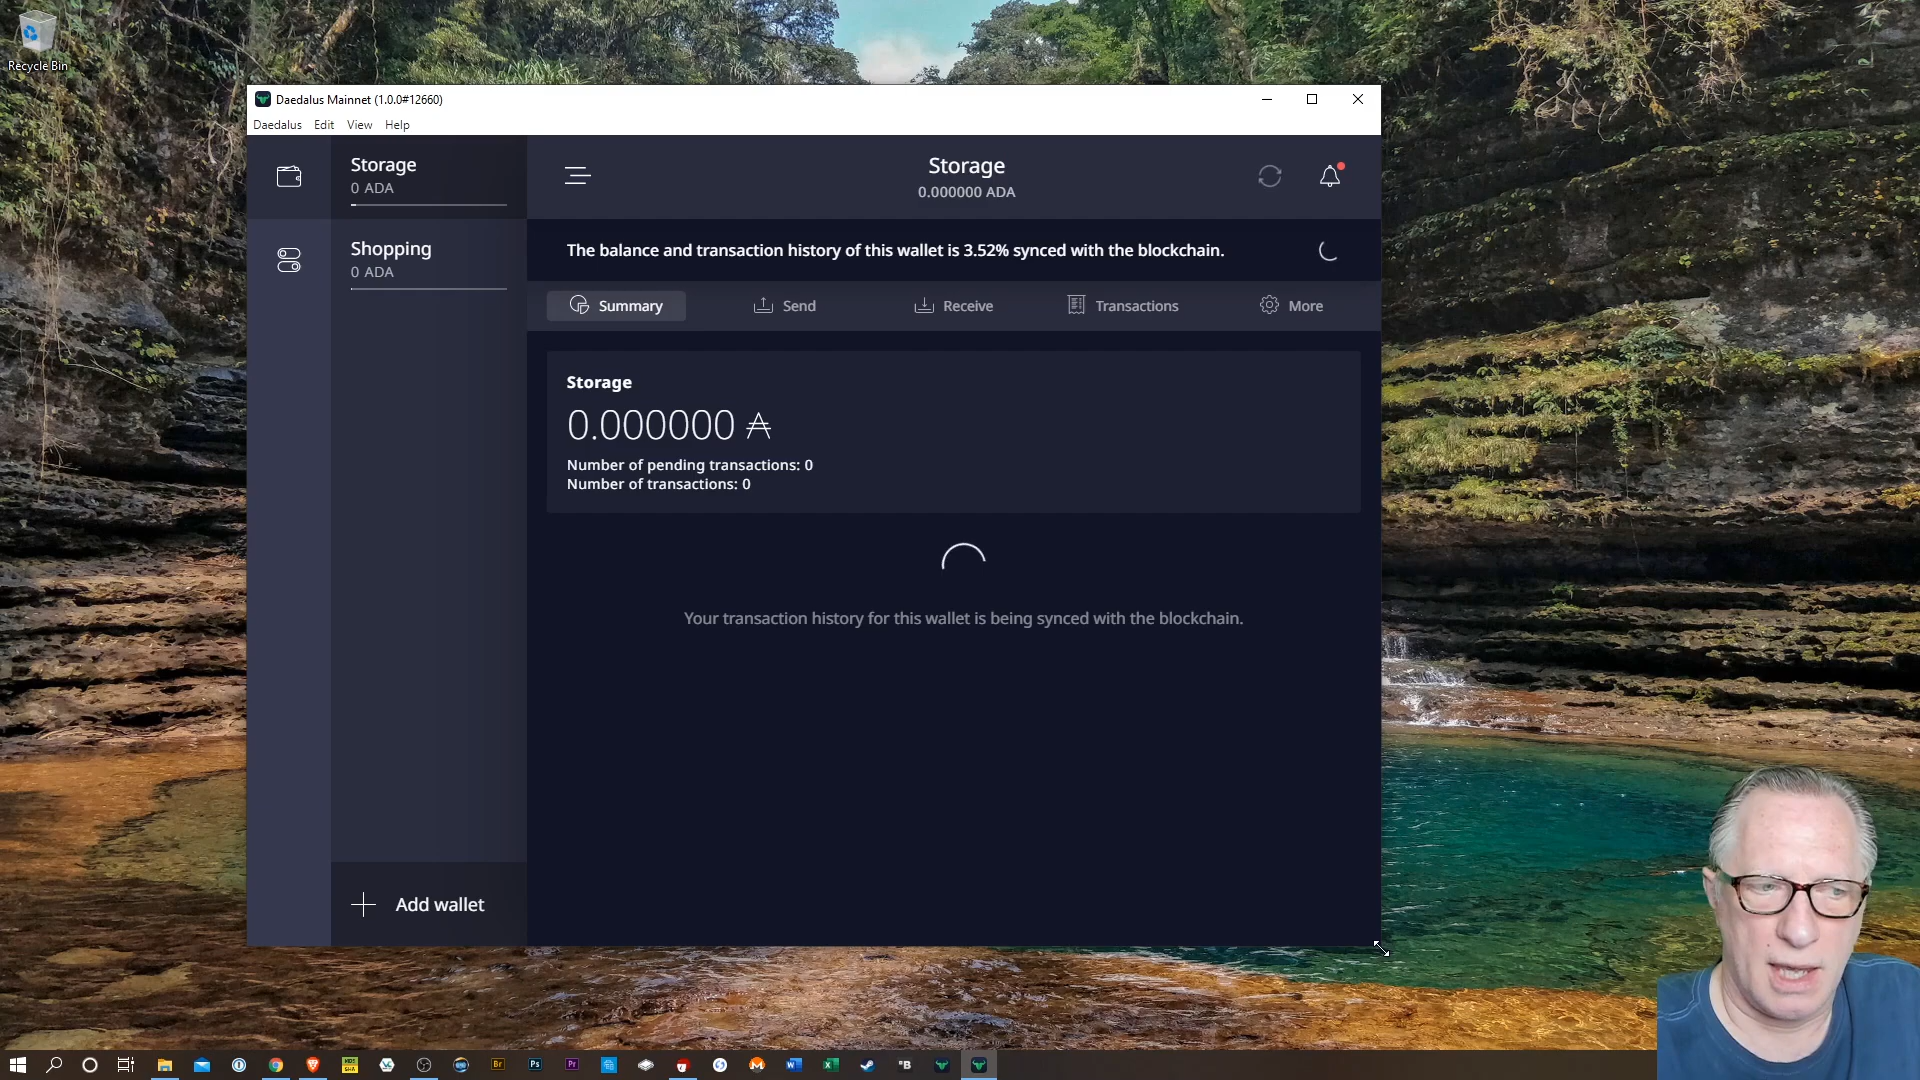 Recycle Bin
Daedalus Mainnet (1.0.0#12660)
Daedalus Edit View Help
Storage
0 ADA
Shopping
0 ADA
Add wallet
Storage
0.000000 ADA
The balance and transaction history of this wallet is 3.52% synced with the blockchain.
Summary Send Receive Transactions More
Storage
0.000000 ₳
Number of pending transactions: 0
Number of transactions: 0
Your transaction history for this wallet is being synced with the blockchain.
Br Ps Pr